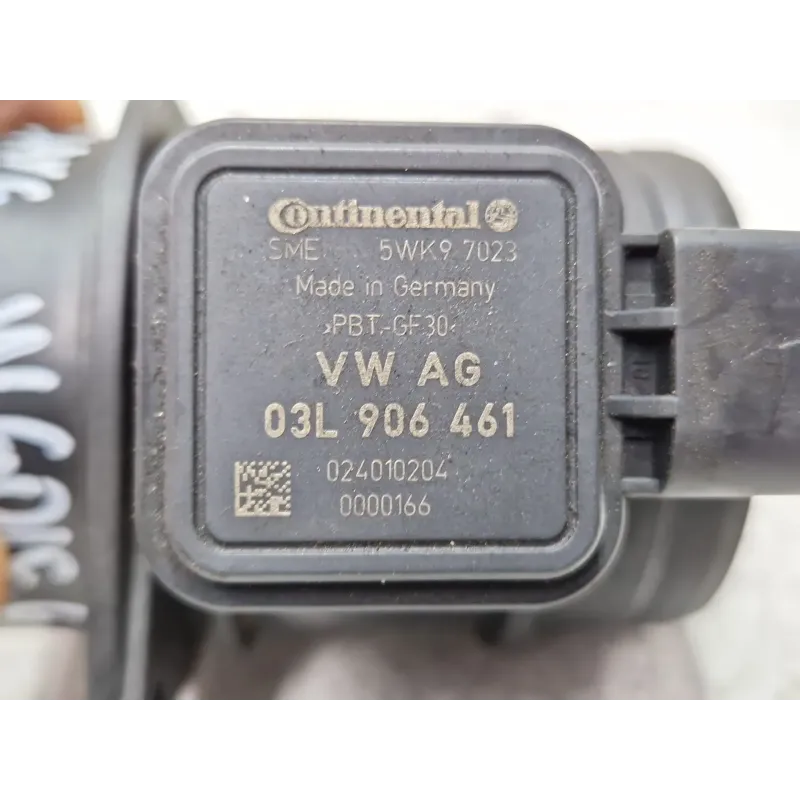 Continental
SME 5WK9 7023
Made in Germany
>PBT-GF30<
VW AG
03L 906 461
024010204
0000166